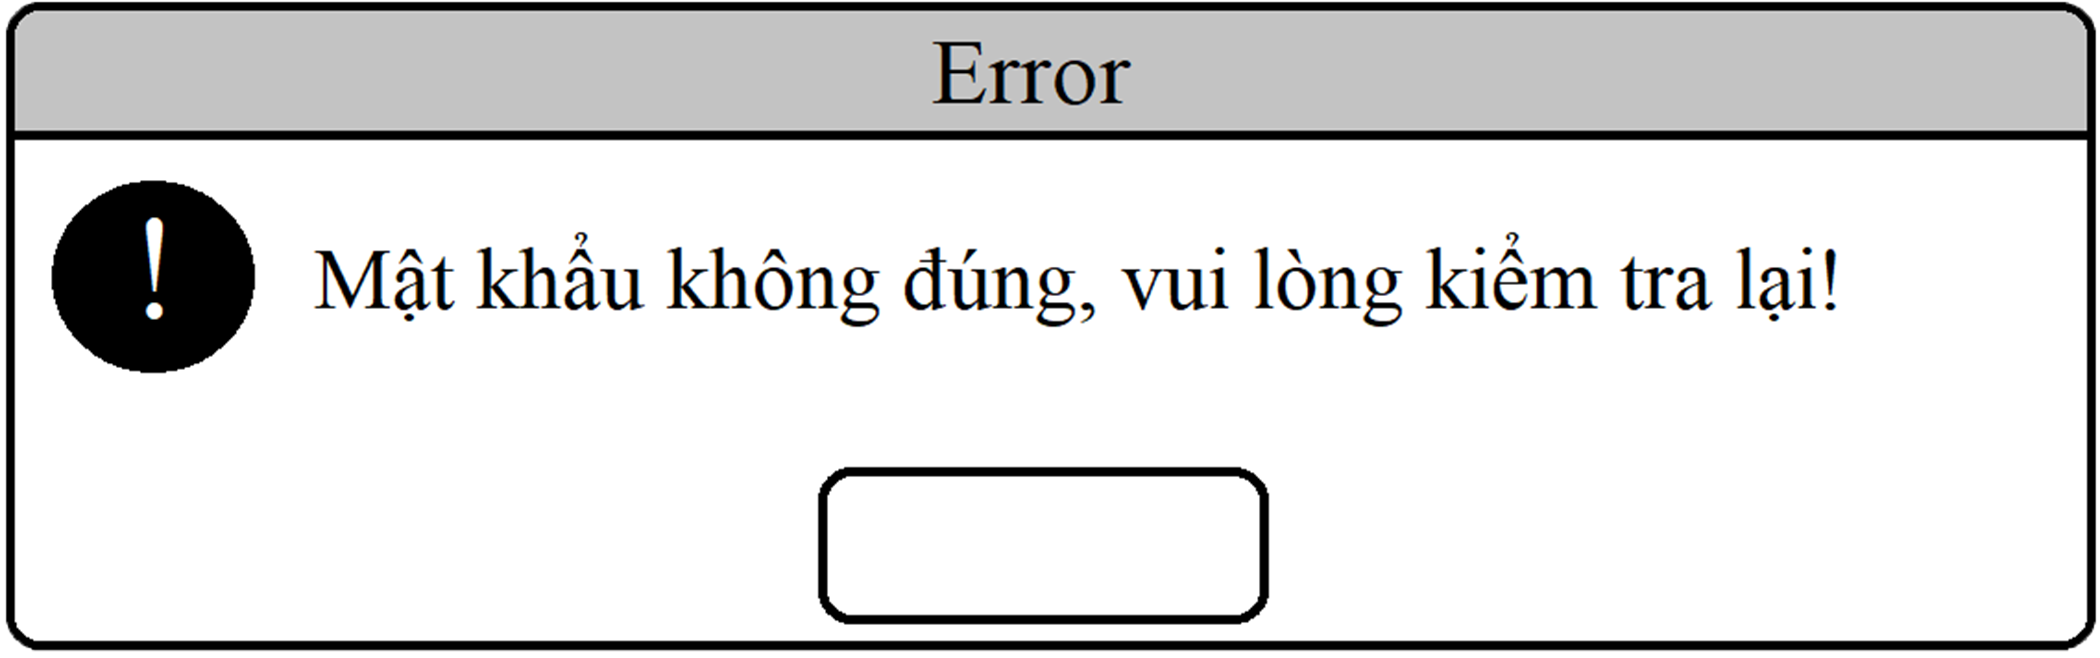 Error
!
Mật khẩu không đúng, vui lòng kiểm tra lại!